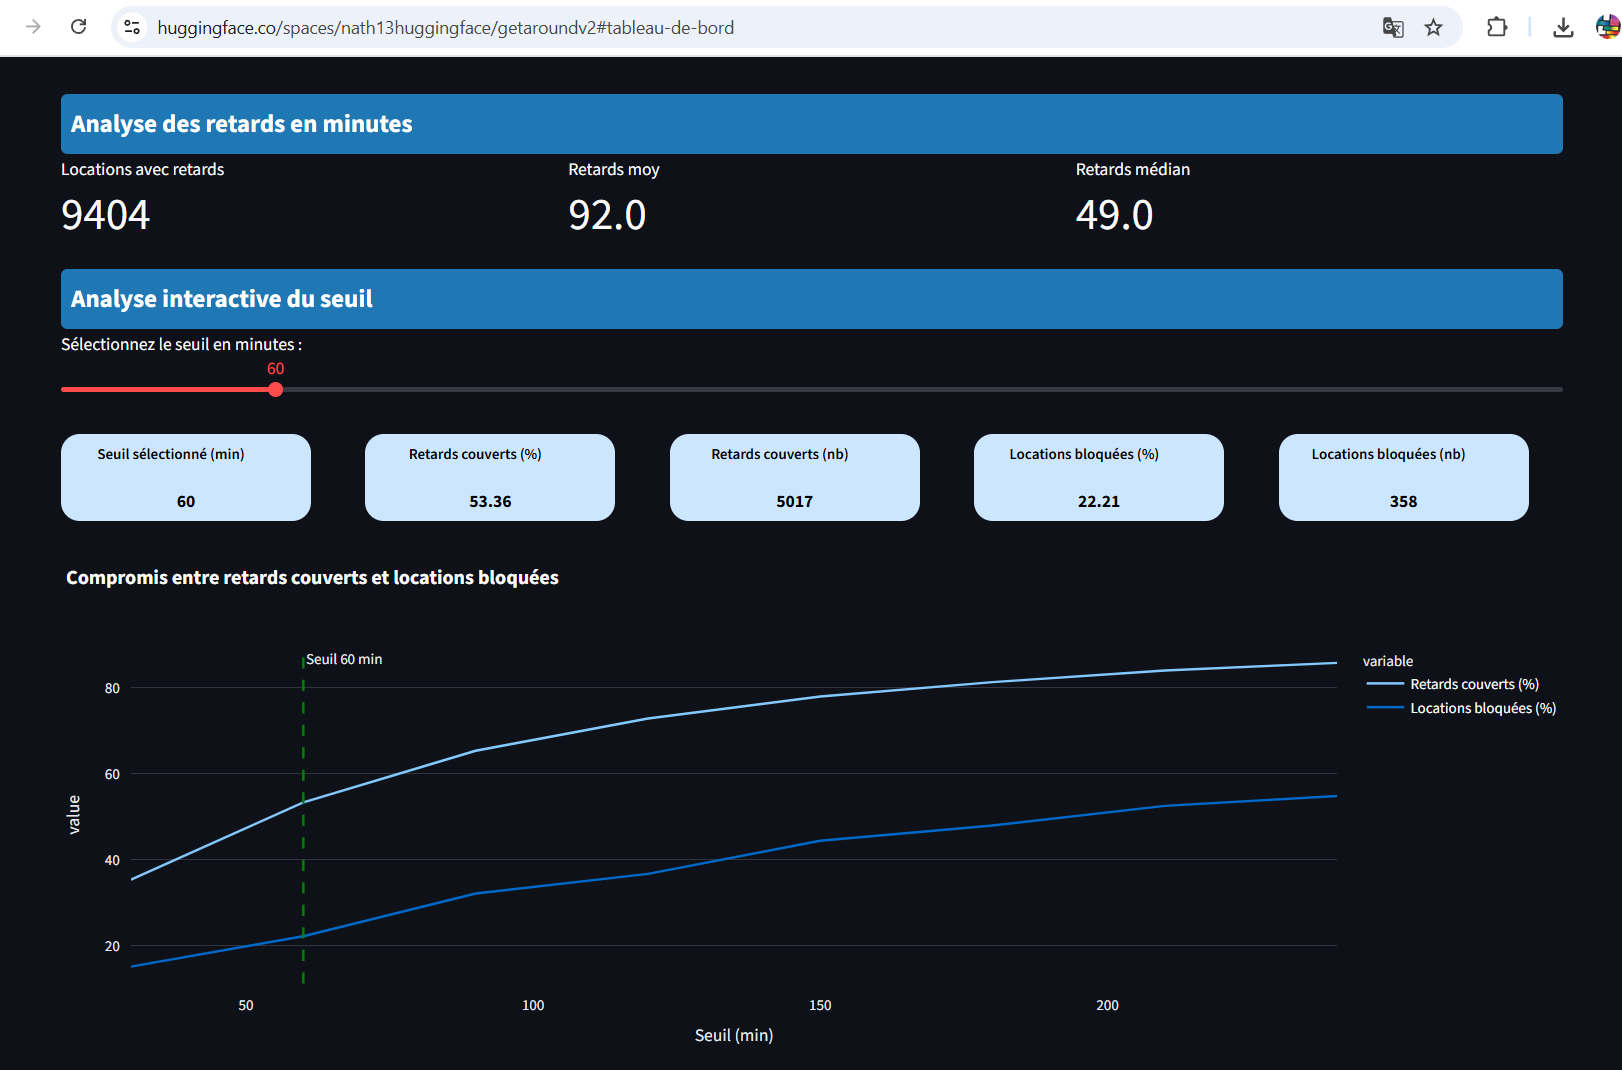 huggingface.co/spaces/nath13huggingface/getaroundv2#tableau-de-bord
Analyse des retards en minutes
Locations avec retards
Retards moy
Retards médian
9404
92.0
49.0
Analyse interactive du seuil
Sélectionnez le seuil en minutes :
60
Seuil sélectionné (min)
60
Retards couverts (%)
53.36
Retards couverts (nb)
5017
Locations bloquées (%)
22.21
Locations bloquées (nb)
358
Compromis entre retards couverts et locations bloquées
Seuil 60 min
variable
Retards couverts (%)
Locations bloquées (%)
80
60
40
20
value
50
100
150
200
Seuil (min)